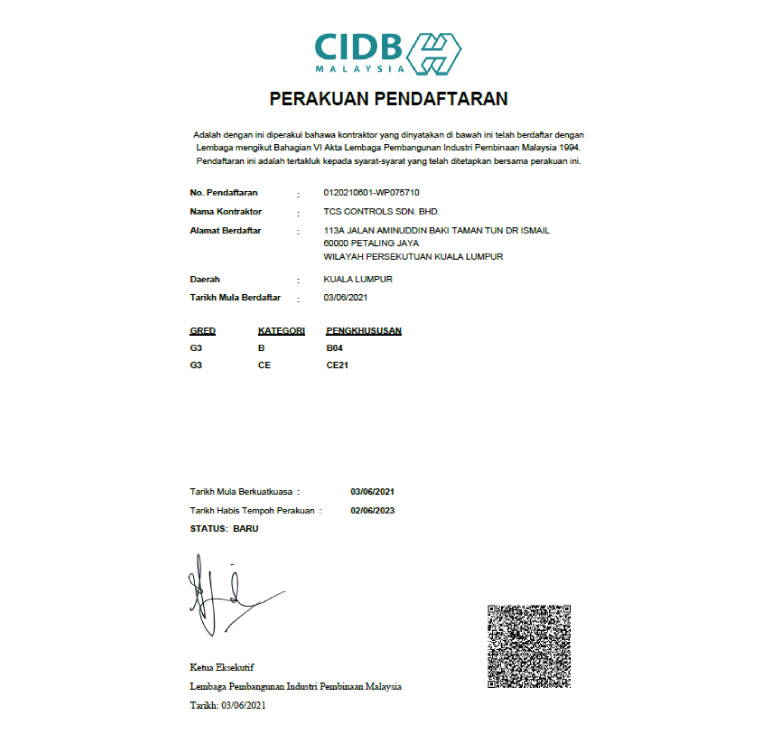 CIDB
MALAYSIA
PERAKUAN PENDAFTARAN
Adalah dengan ini diperakui bahawa kontraktor yang dinyatakan di bawah ini telah berdaftar dengan
Lembaga mengikut Bahagian VI Akta Lembaga Pembangunan Industri Pembinaan Malaysia 1994.
Pendaftaran ini adalah tertakluk kepada syarat-syarat yang telah ditetapkan bersama perakuan ini.
No. Pendaftaran : 0120210601-WP075710
Nama Kontraktor : TCS CONTROLS SDN. BHD.
Alamat Berdaftar : 113A JALAN AMINUDDIN BAKI TAMAN TUN DR ISMAIL
60000 PETALING JAYA
WILAYAH PERSEKUTUAN KUALA LUMPUR
Daerah : KUALA LUMPUR
Tarikh Mula Berdaftar : 03/06/2021
GRED KATEGORI PENGKHUSUSAN
G3 B B04
G3 CE CE21
Tarikh Mula Berkuatkuasa : 03/06/2021
Tarikh Habis Tempoh Perakuan : 02/06/2023
STATUS: BARU
Ketua Eksekutif
Lembaga Pembangunan Industri Pembinaan Malaysia
Tarikh: 03/06/2021